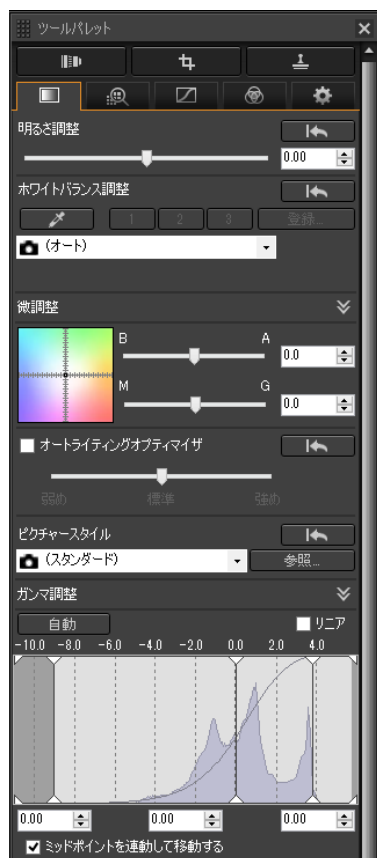 ツールパレット
明るさ調整
0.00
ホワイトバランス調整
1 2 3 登録...
(オート)
微調整
B A
0.0
M G
0.0
オートライティングオプティマイザ
弱め 標準 強め
ピクチャースタイル
(スタンダード) 参照...
ガンマ調整
自動 リニア
-10.0 -8.0 -6.0 -4.0 -2.0 0.0 2.0 4.0
0.00 0.00 0.00
ミッドポイントを連動して移動する